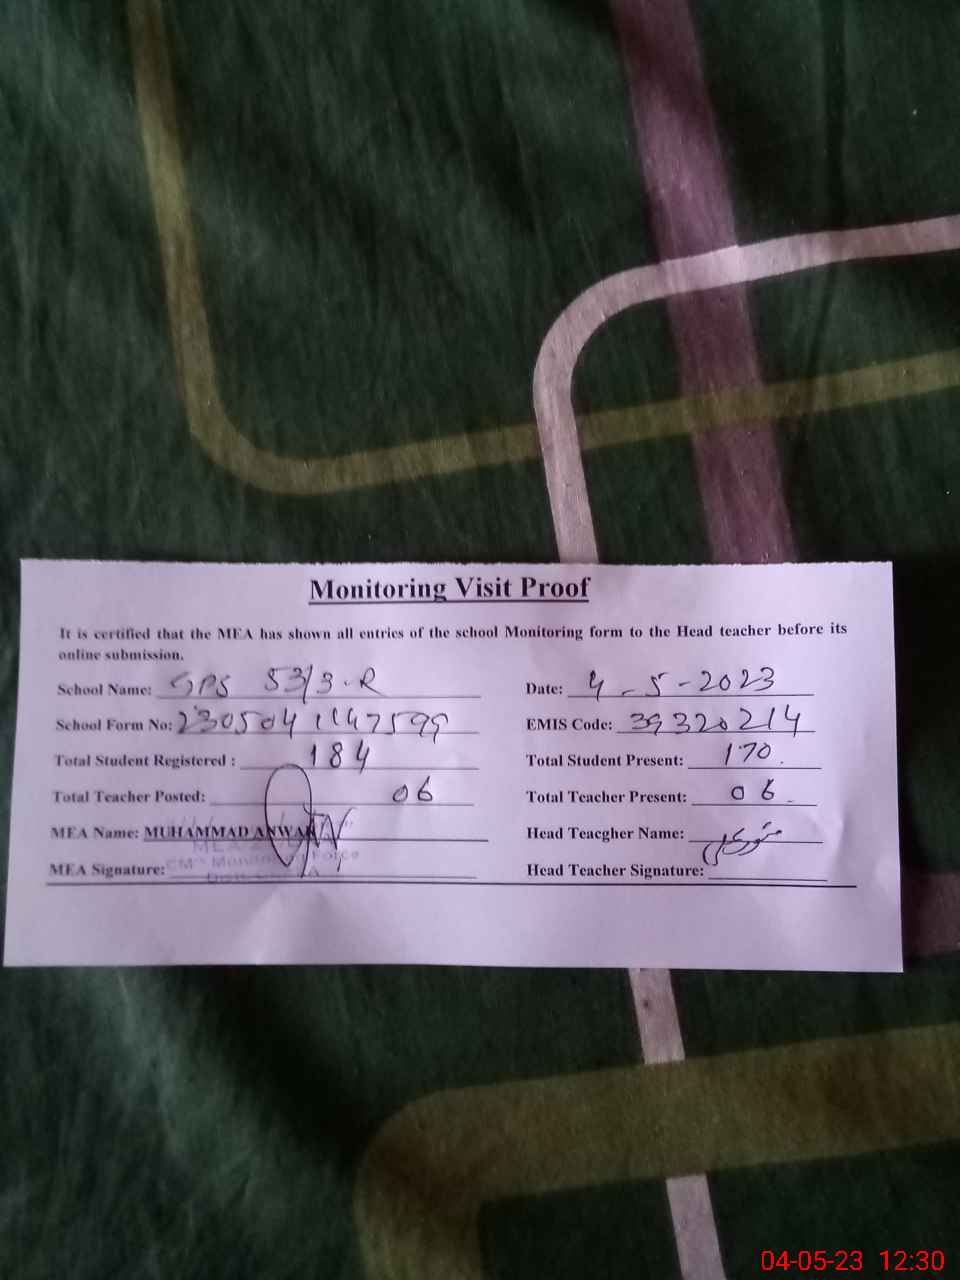 Monitoring Visit Proof
It is certified that the MEA has shown all entries of the school Monitoring form to the Head teacher before its
online submission.
School Name: GPS 53/3-R Date: 4-5-2023
School Form No: EMIS Code: 39320214
Total Student Registered : 184 Total Student Present: 170
Total Teacher Posted: 06 Total Teacher Present: 06
MEA Name: MUHAMMAD ANWAR Head Teacgher Name:
MEA Signature: Head Teacher Signature:
04-05-23 12:30